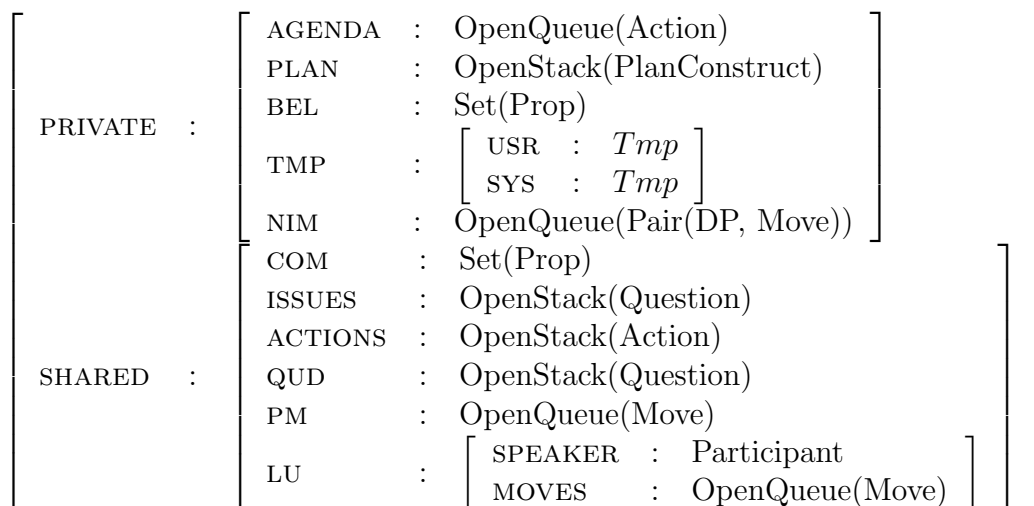 AGENDA : OpenQueue(Action)
PLAN : OpenStack(PlanConstruct)
BEL : Set(Prop)
PRIVATE : TMP : [ USR : Tmp
SYS : Tmp ]
NIM : OpenQueue(Pair(DP, Move))
COM : Set(Prop)
ISSUES : OpenStack(Question)
ACTIONS : OpenStack(Action)
SHARED : QUD : OpenStack(Question)
PM : OpenQueue(Move)
LU : [ SPEAKER : Participant
MOVES : OpenQueue(Move) ]